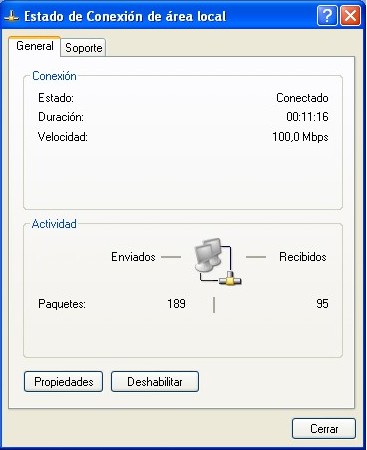 Estado de Conexión de área local
General
Soporte
Conexión
Estado: Conectado
Duración: 00:11:16
Velocidad: 100,0 Mbps
Actividad
Enviados Recibidos
Paquetes: 189 95
Propiedades Deshabilitar
Cerrar